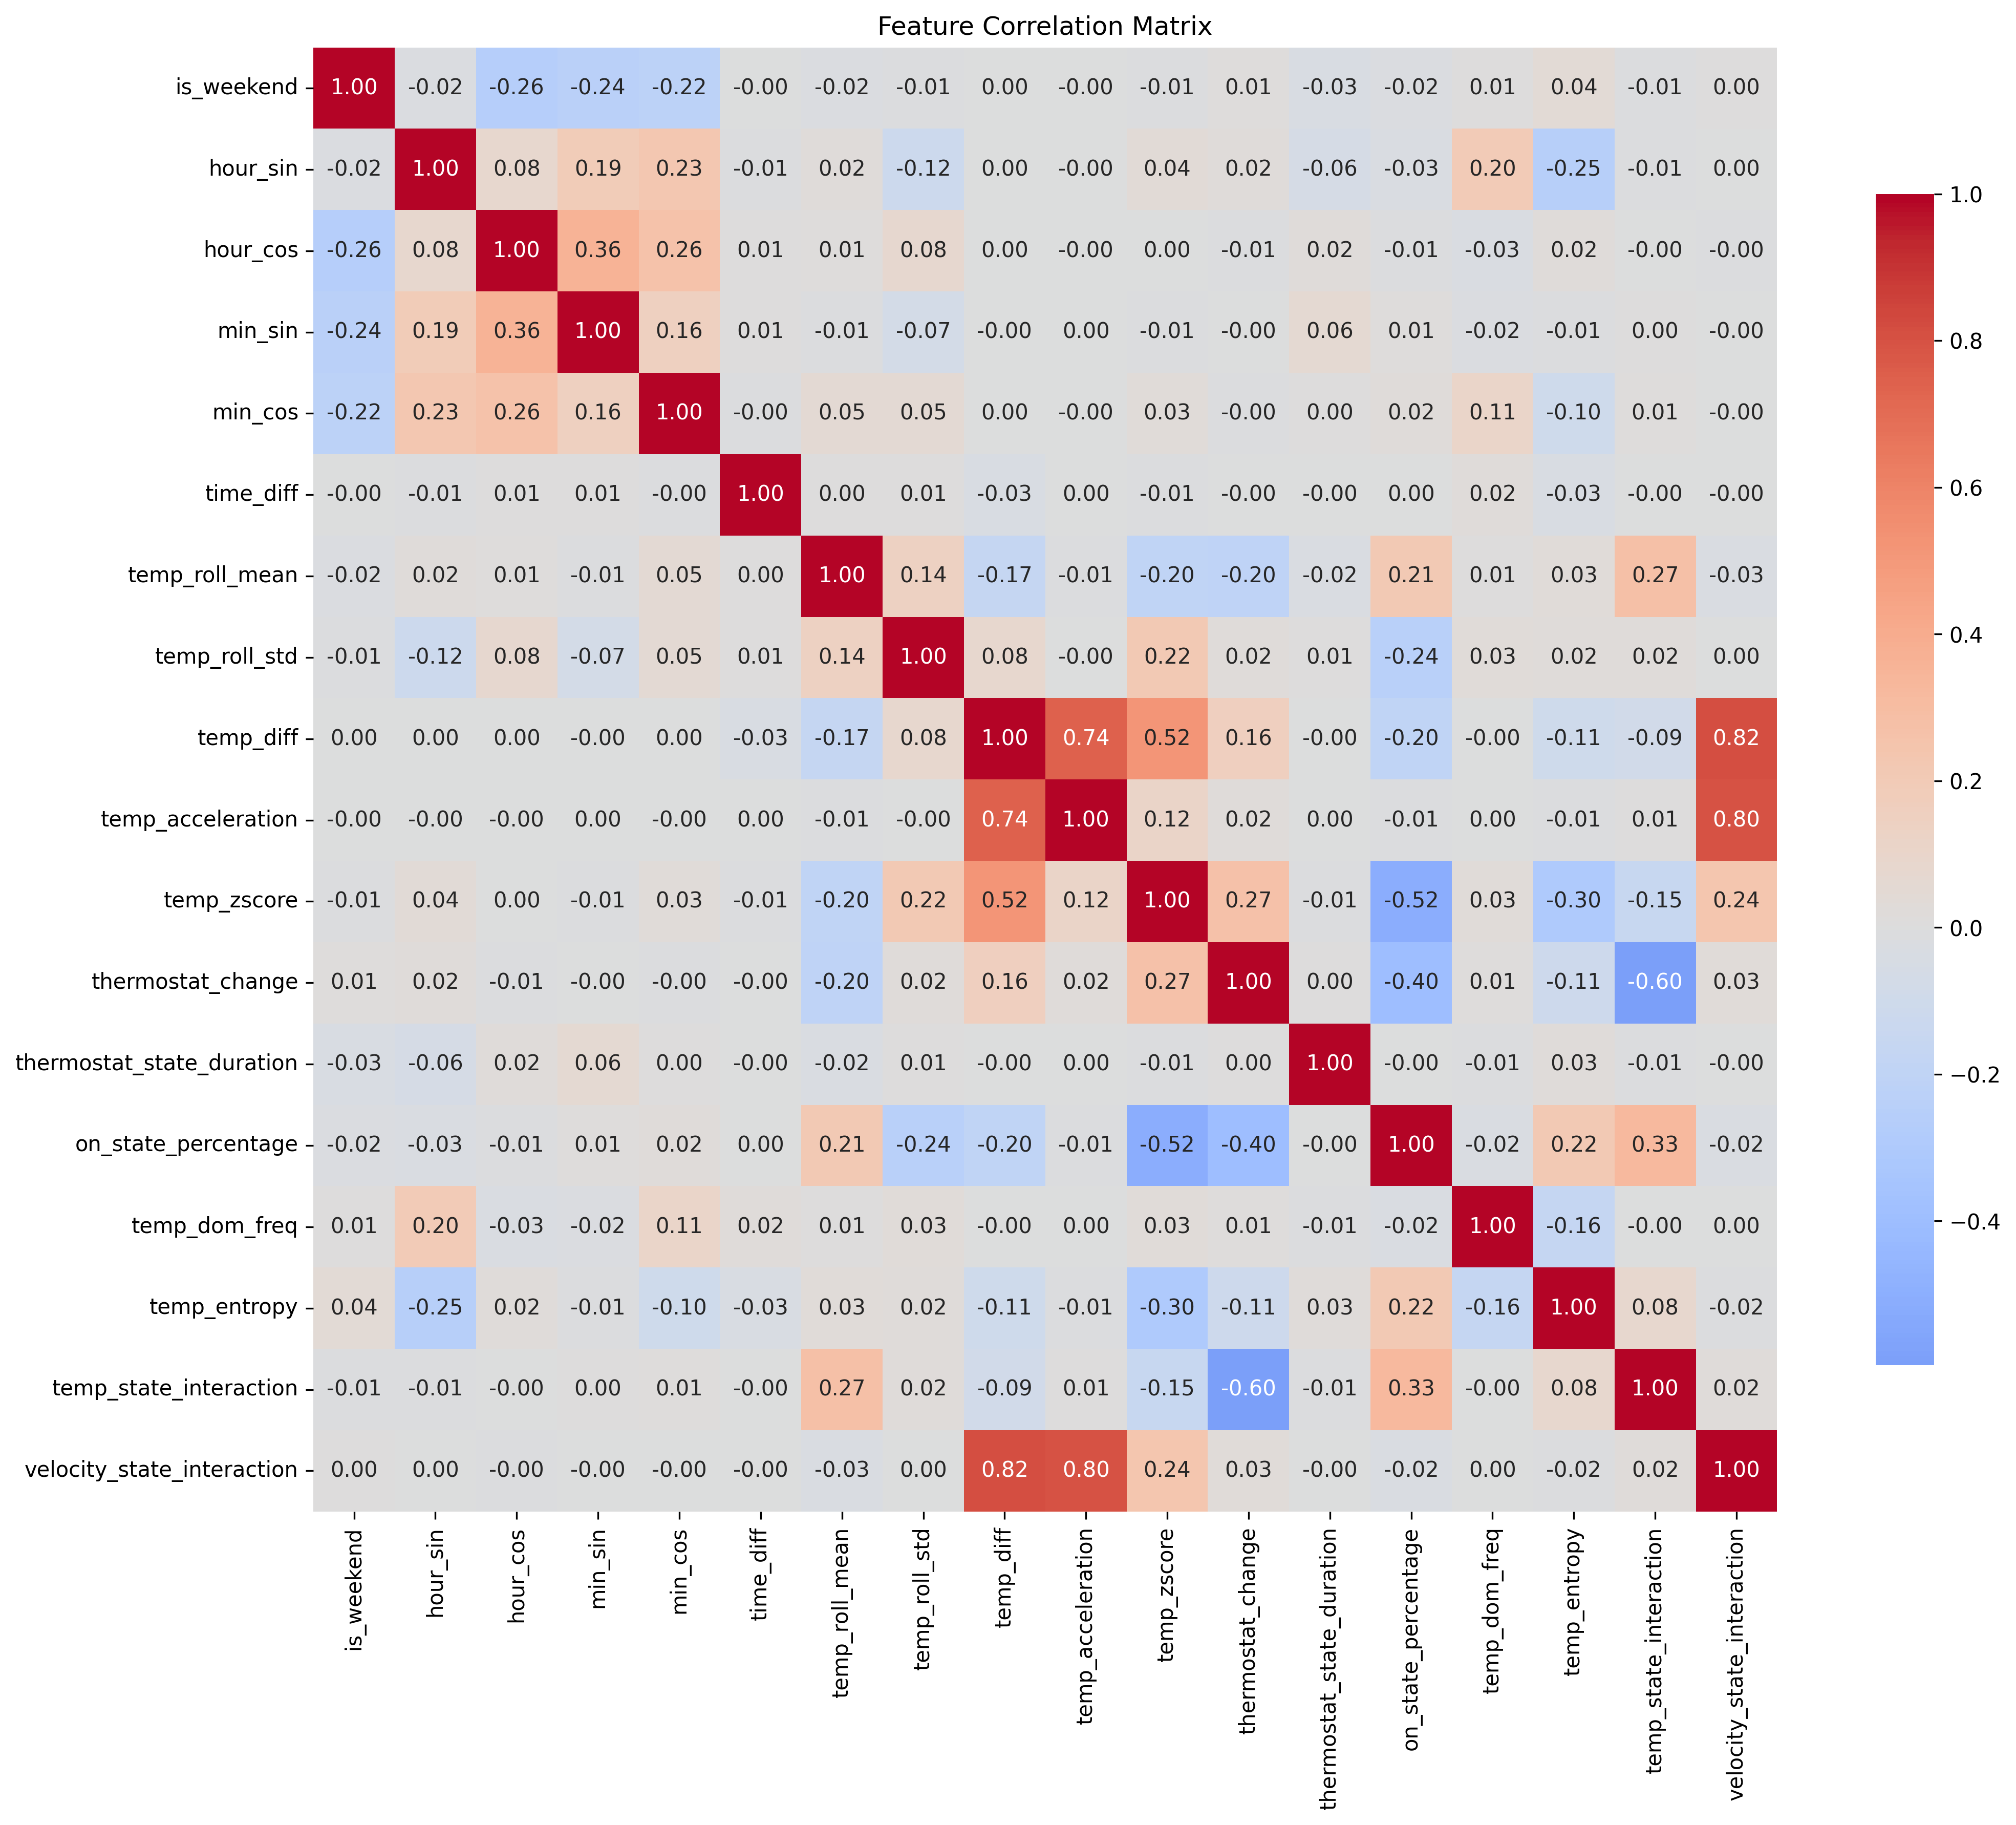 Feature Correlation Matrix
is_weekend 1.00 -0.02 -0.26 -0.24 -0.22 -0.00 -0.02 -0.01 0.00 -0.00 -0.01 0.01 -0.03 -0.02 0.01 0.04 -0.01 0.00
hour_sin -0.02 1.00 0.08 0.19 0.23 -0.01 0.02 -0.12 0.00 -0.00 0.04 0.02 -0.06 -0.03 0.20 -0.25 -0.01 0.00
hour_cos -0.26 0.08 1.00 0.36 0.26 0.01 0.01 0.08 0.00 -0.00 0.00 -0.01 0.02 -0.01 -0.03 0.02 -0.00 -0.00
min_sin -0.24 0.19 0.36 1.00 0.16 0.01 -0.01 -0.07 -0.00 0.00 -0.01 -0.00 0.06 0.01 -0.02 -0.01 0.00 -0.00
min_cos -0.22 0.23 0.26 0.16 1.00 -0.00 0.05 0.05 0.00 -0.00 0.03 -0.00 0.00 0.02 0.11 -0.10 0.01 -0.00
time_diff -0.00 -0.01 0.01 0.01 -0.00 1.00 0.00 0.01 -0.03 0.00 -0.01 -0.00 -0.00 0.00 0.02 -0.03 -0.00 -0.00
temp_roll_mean -0.02 0.02 0.01 -0.01 0.05 0.00 1.00 0.14 -0.17 -0.01 -0.20 -0.20 -0.02 0.21 0.01 0.03 0.27 -0.03
temp_roll_std -0.01 -0.12 0.08 -0.07 0.05 0.01 0.14 1.00 0.08 -0.00 0.22 0.02 0.01 -0.24 0.03 0.02 0.02 0.00
temp_diff 0.00 0.00 0.00 -0.00 0.00 -0.03 -0.17 0.08 1.00 0.74 0.52 0.16 -0.00 -0.20 -0.00 -0.11 -0.09 0.82
temp_acceleration -0.00 -0.00 -0.00 0.00 -0.00 0.00 -0.01 -0.00 0.74 1.00 0.12 0.02 0.00 -0.01 0.00 -0.01 0.01 0.80
temp_zscore -0.01 0.04 0.00 -0.01 0.03 -0.01 -0.20 0.22 0.52 0.12 1.00 0.27 -0.01 -0.52 0.03 -0.30 -0.15 0.24
thermostat_change 0.01 0.02 -0.01 -0.00 -0.00 -0.00 -0.20 0.02 0.16 0.02 0.27 1.00 0.00 -0.40 0.01 -0.11 -0.60 0.03
thermostat_state_duration -0.03 -0.06 0.02 0.06 0.00 -0.00 -0.02 0.01 -0.00 0.00 -0.01 0.00 1.00 -0.00 -0.01 0.03 -0.01 -0.00
on_state_percentage -0.02 -0.03 -0.01 0.01 0.02 0.00 0.21 -0.24 -0.20 -0.01 -0.52 -0.40 -0.00 1.00 -0.02 0.22 0.33 -0.02
temp_dom_freq 0.01 0.20 -0.03 -0.02 0.11 0.02 0.01 0.03 -0.00 0.00 0.03 0.01 -0.01 -0.02 1.00 -0.16 -0.00 0.00
temp_entropy 0.04 -0.25 0.02 -0.01 -0.10 -0.03 0.03 0.02 -0.11 -0.01 -0.30 -0.11 0.03 0.22 -0.16 1.00 0.08 -0.02
temp_state_interaction -0.01 -0.01 -0.00 0.00 0.01 -0.00 0.27 0.02 -0.09 0.01 -0.15 -0.60 -0.01 0.33 -0.00 0.08 1.00 0.02
velocity_state_interaction 0.00 0.00 -0.00 -0.00 -0.00 -0.00 -0.03 0.00 0.82 0.80 0.24 0.03 -0.00 -0.02 0.00 -0.02 0.02 1.00
is_weekend
hour_sin
hour_cos
min_sin
min_cos
time_diff
temp_roll_mean
temp_roll_std
temp_diff
temp_acceleration
temp_zscore
thermostat_change
thermostat_state_duration
on_state_percentage
temp_dom_freq
temp_entropy
temp_state_interaction
velocity_state_interaction
1.0
0.8
0.6
0.4
0.2
0.0
−0.2
−0.4